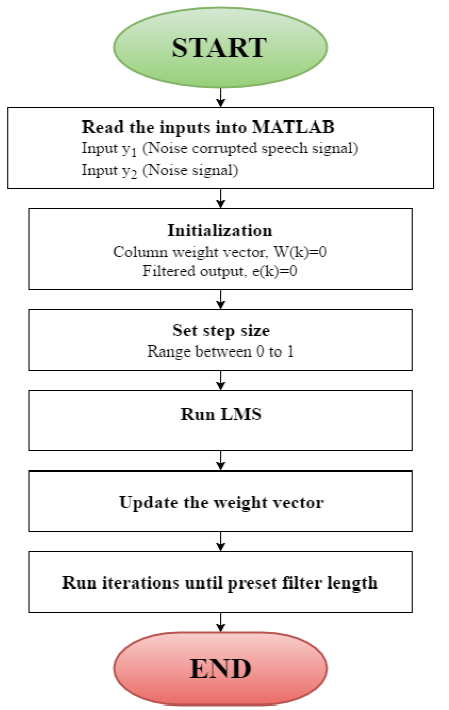 START
Read the inputs into MATLAB
Input y₁ (Noise corrupted speech signal)
Input y₂ (Noise signal)
Initialization
Column weight vector, W(k)=0
Filtered output, e(k)=0
Set step size
Range between 0 to 1
Run LMS
Update the weight vector
Run iterations until preset filter length
END